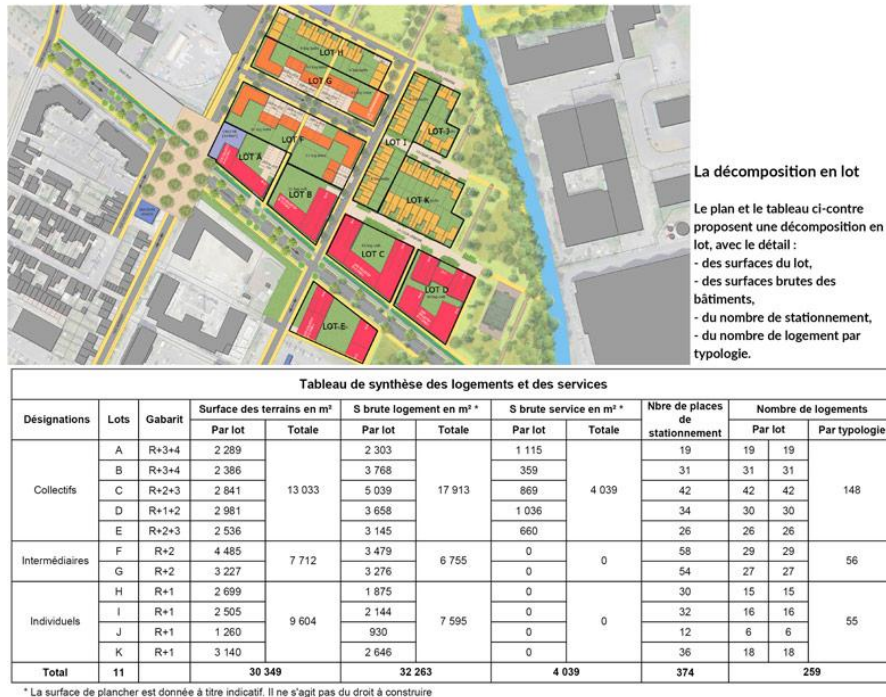 LOT H
LOT G
LOT F
LOT A
LOT B
LOT I
LOT J
LOT K
LOT C
LOT D
LOT E
La décomposition en lot
Le plan et le tableau ci-contre
proposent une décomposition en
lot, avec le détail :
- des surfaces du lot,
- des surfaces brutes des
bâtiments,
- du nombre de stationnement,
- du nombre de logement par
typologie.
Tableau de synthèse des logements et des services
Désignations Lots Gabarit Surface des terrains en m² S brute logement en m² * S brute service en m² * Nbre de places de stationnement Nombre de logements
Par lot Totale Par lot Totale Par lot Totale Par lot Par typologie
Collectifs A R+3+4 2 289 13 033 2 303 17 913 1 115 4 039 19 19 19 148
B R+3+4 2 386 3 768 359 31 31 31
C R+2+3 2 841 5 039 869 42 42 42
D R+1+2 2 981 3 658 1 036 34 30 30
E R+2+3 2 536 3 145 660 26 26 26
Intermédiaires F R+2 4 485 7 712 3 479 6 755 0 0 58 29 29 56
G R+2 3 227 3 276 0 54 27 27
Individuels H R+1 2 699 9 604 1 875 7 595 0 0 30 15 15 55
I R+1 2 505 2 144 0 32 16 16
J R+1 1 260 930 0 12 6 6
K R+1 3 140 2 646 0 36 18 18
Total 11 30 349 32 263 4 039 374 259
* La surface de plancher est donnée à titre indicatif. Il ne s'agit pas du droit à construire